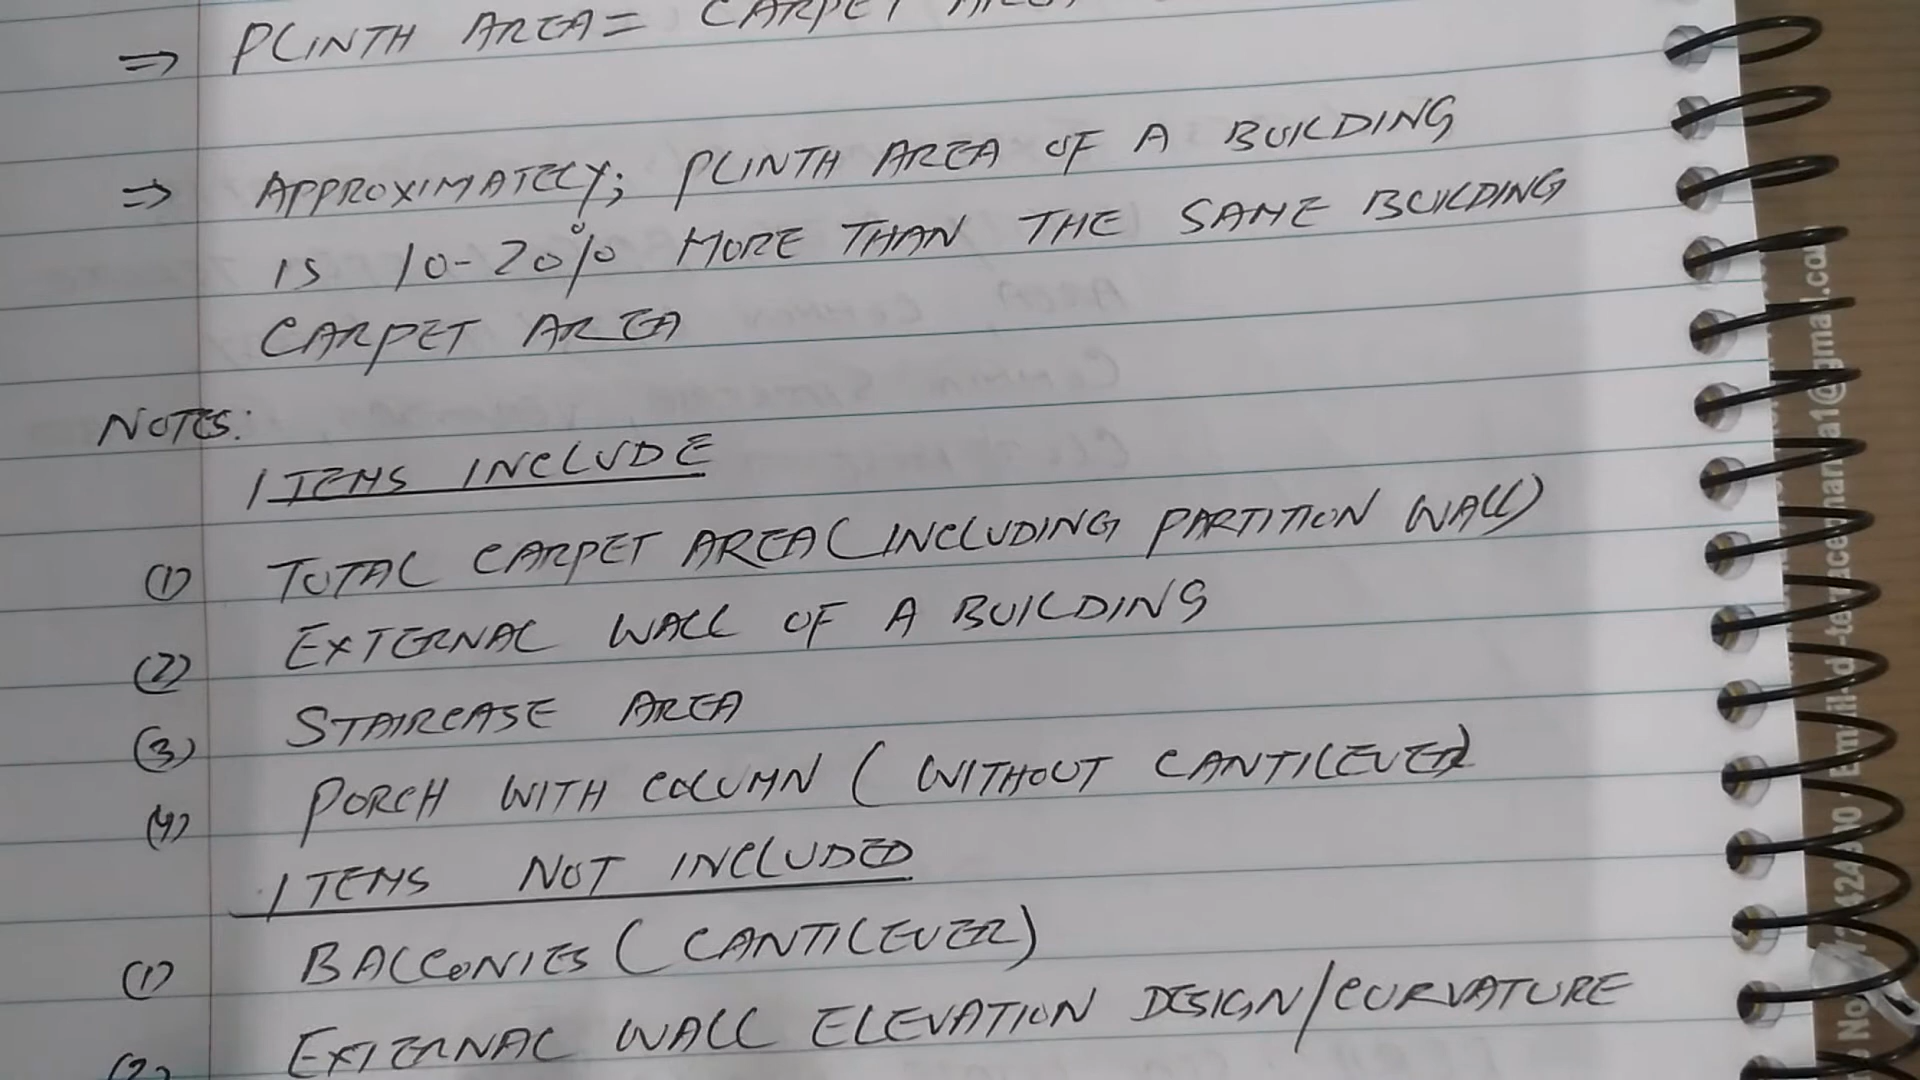 ⇒ PLINTH AREA = CARPET AREA
⇒ APPROXIMATELY; PLINTH AREA OF A BUILDING
IS 10-20% MORE THAN THE SAME BUILDING
CARPET AREA
NOTES:
ITEMS INCLUDE
(1) TOTAL CARPET AREA (INCLUDING PARTITION WALL)
(2) EXTERNAL WALL OF A BUILDING
(3) STAIRCASE AREA
(4) PORCH WITH COLUMN ( WITHOUT CANTILEVER)
ITEMS NOT INCLUDED
(1) BALCONIES (CANTILEVER)
(2) EXTERNAL WALL ELEVATION DESIGN/CURVATURE